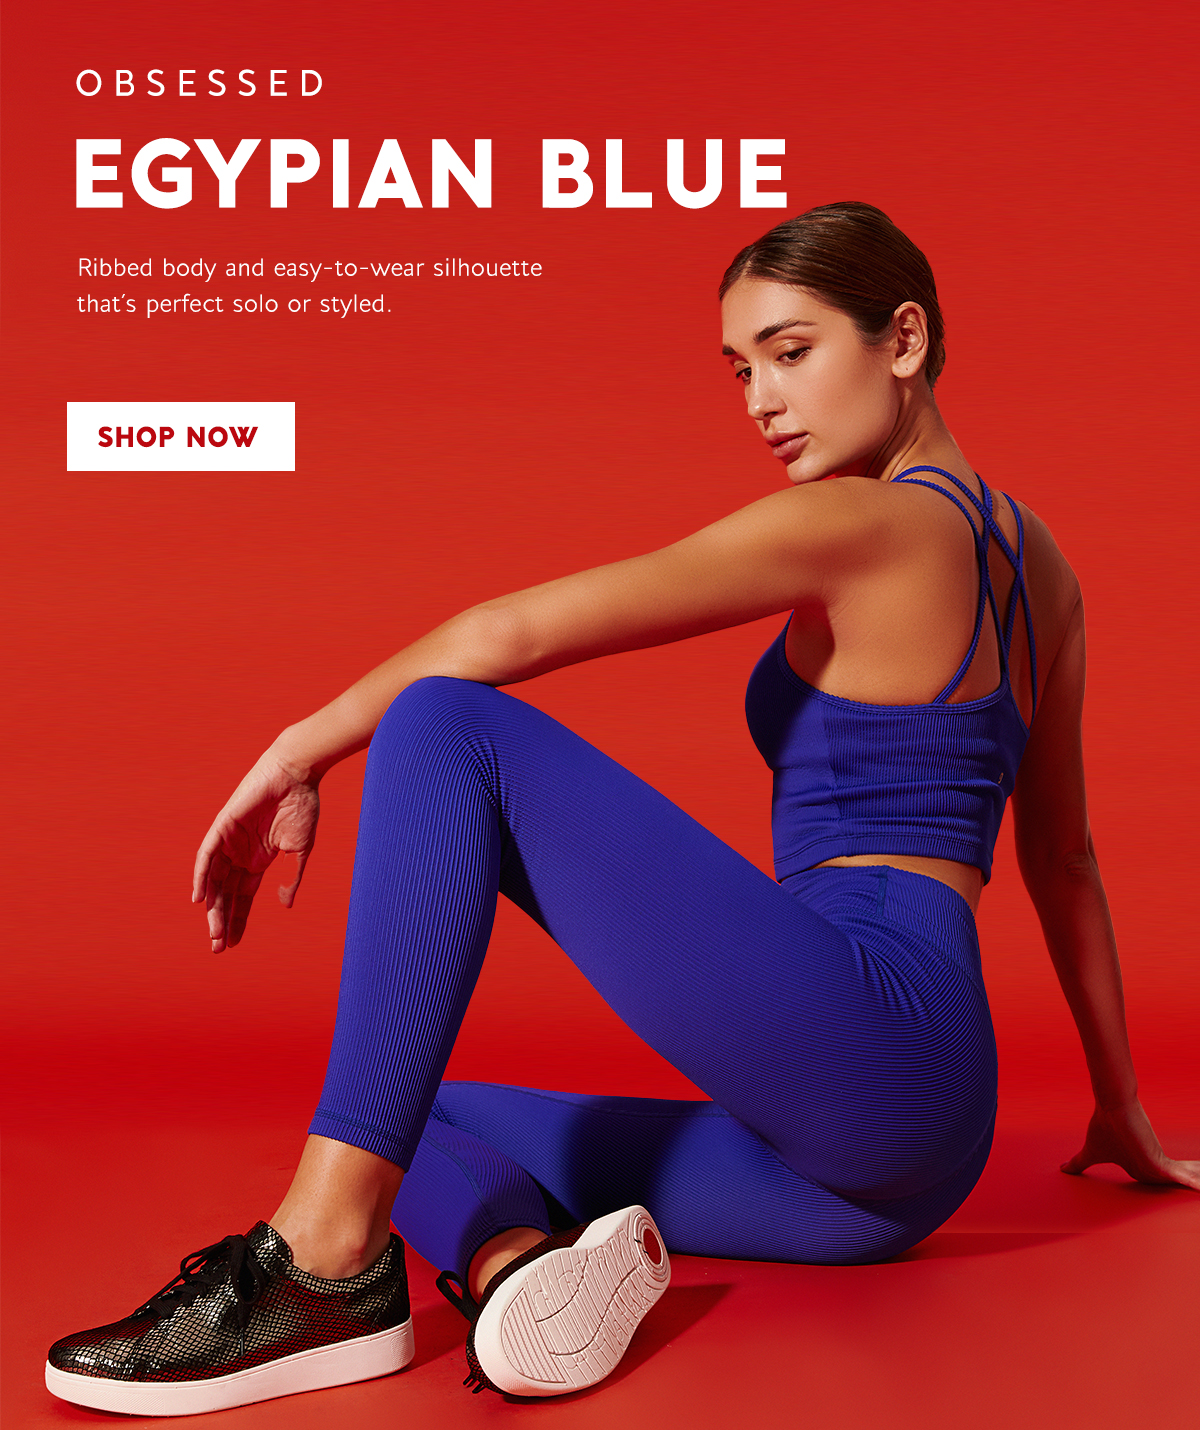 OBSESSED
EGYPIAN BLUE
Ribbed body and easy-to-wear silhouette
that's perfect solo or styled.
SHOP NOW